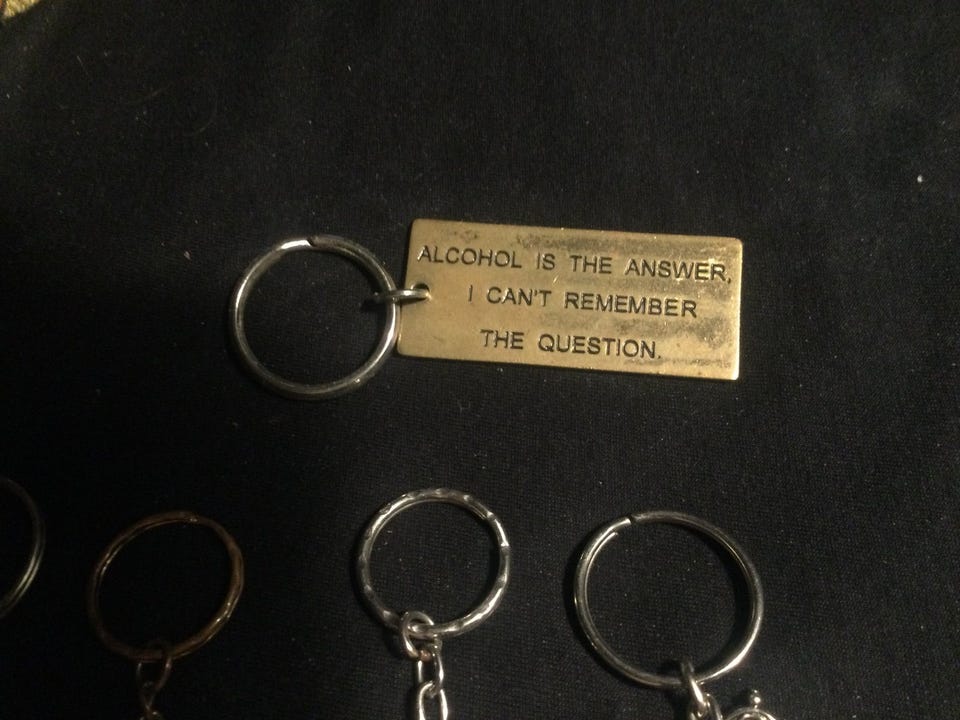 ALCOHOL IS THE ANSWER,
I CAN'T REMEMBER
THE QUESTION.